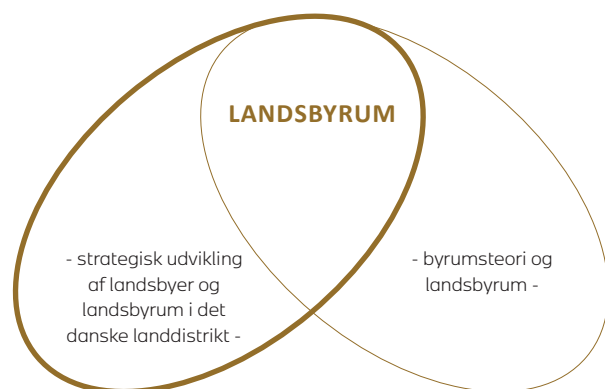 LANDSBYRUM
- strategisk udvikling
af landsbyer og
landsbyrum i det
danske landdistrikt -
- byrumsteori og
landsbyrum -